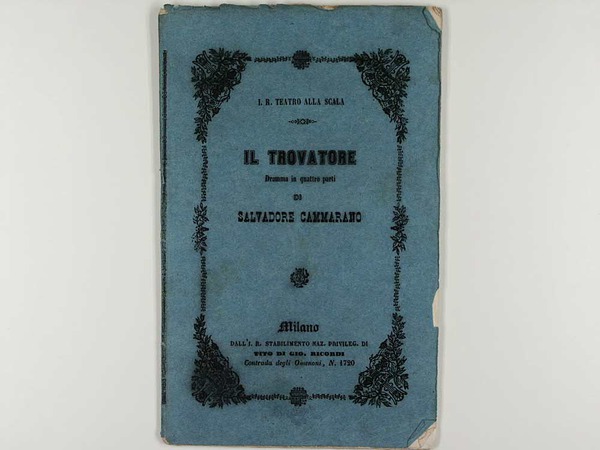 I. R. TEATRO ALLA SCALA
IL TROVATORE
Dramma in quattro parti
DI
SALVADORE CAMMARANO
Milano
DALL'I. R. STABILIMENTO NAZ. PRIVILEG. DI
TITO DI GIO. RICORDI
Contrada degli Omenoni, N. 1720